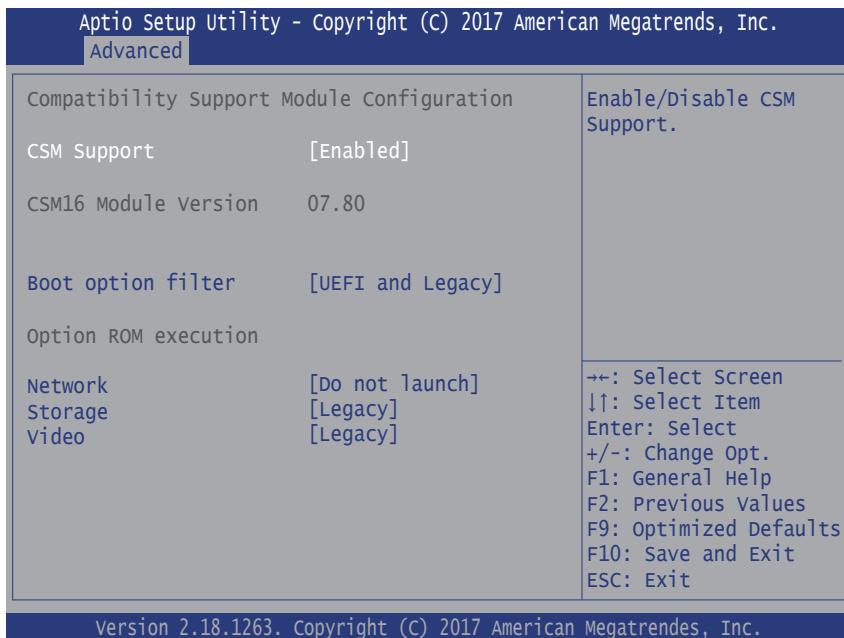 Aptio Setup Utility - Copyright (C) 2017 American Megatrends, Inc.
Advanced
Compatibility Support Module Configuration
CSM Support [Enabled]
CSM16 Module Version 07.80
Boot option filter [UEFI and Legacy]
Option ROM execution
Network [Do not launch]
Storage [Legacy]
Video [Legacy]
Enable/Disable CSM
Support.
→←: Select Screen
↓↑: Select Item
Enter: Select
+/-: Change Opt.
F1: General Help
F2: Previous Values
F9: Optimized Defaults
F10: Save and Exit
ESC: Exit
Version 2.18.1263. Copyright (C) 2017 American Megatrendes, Inc.